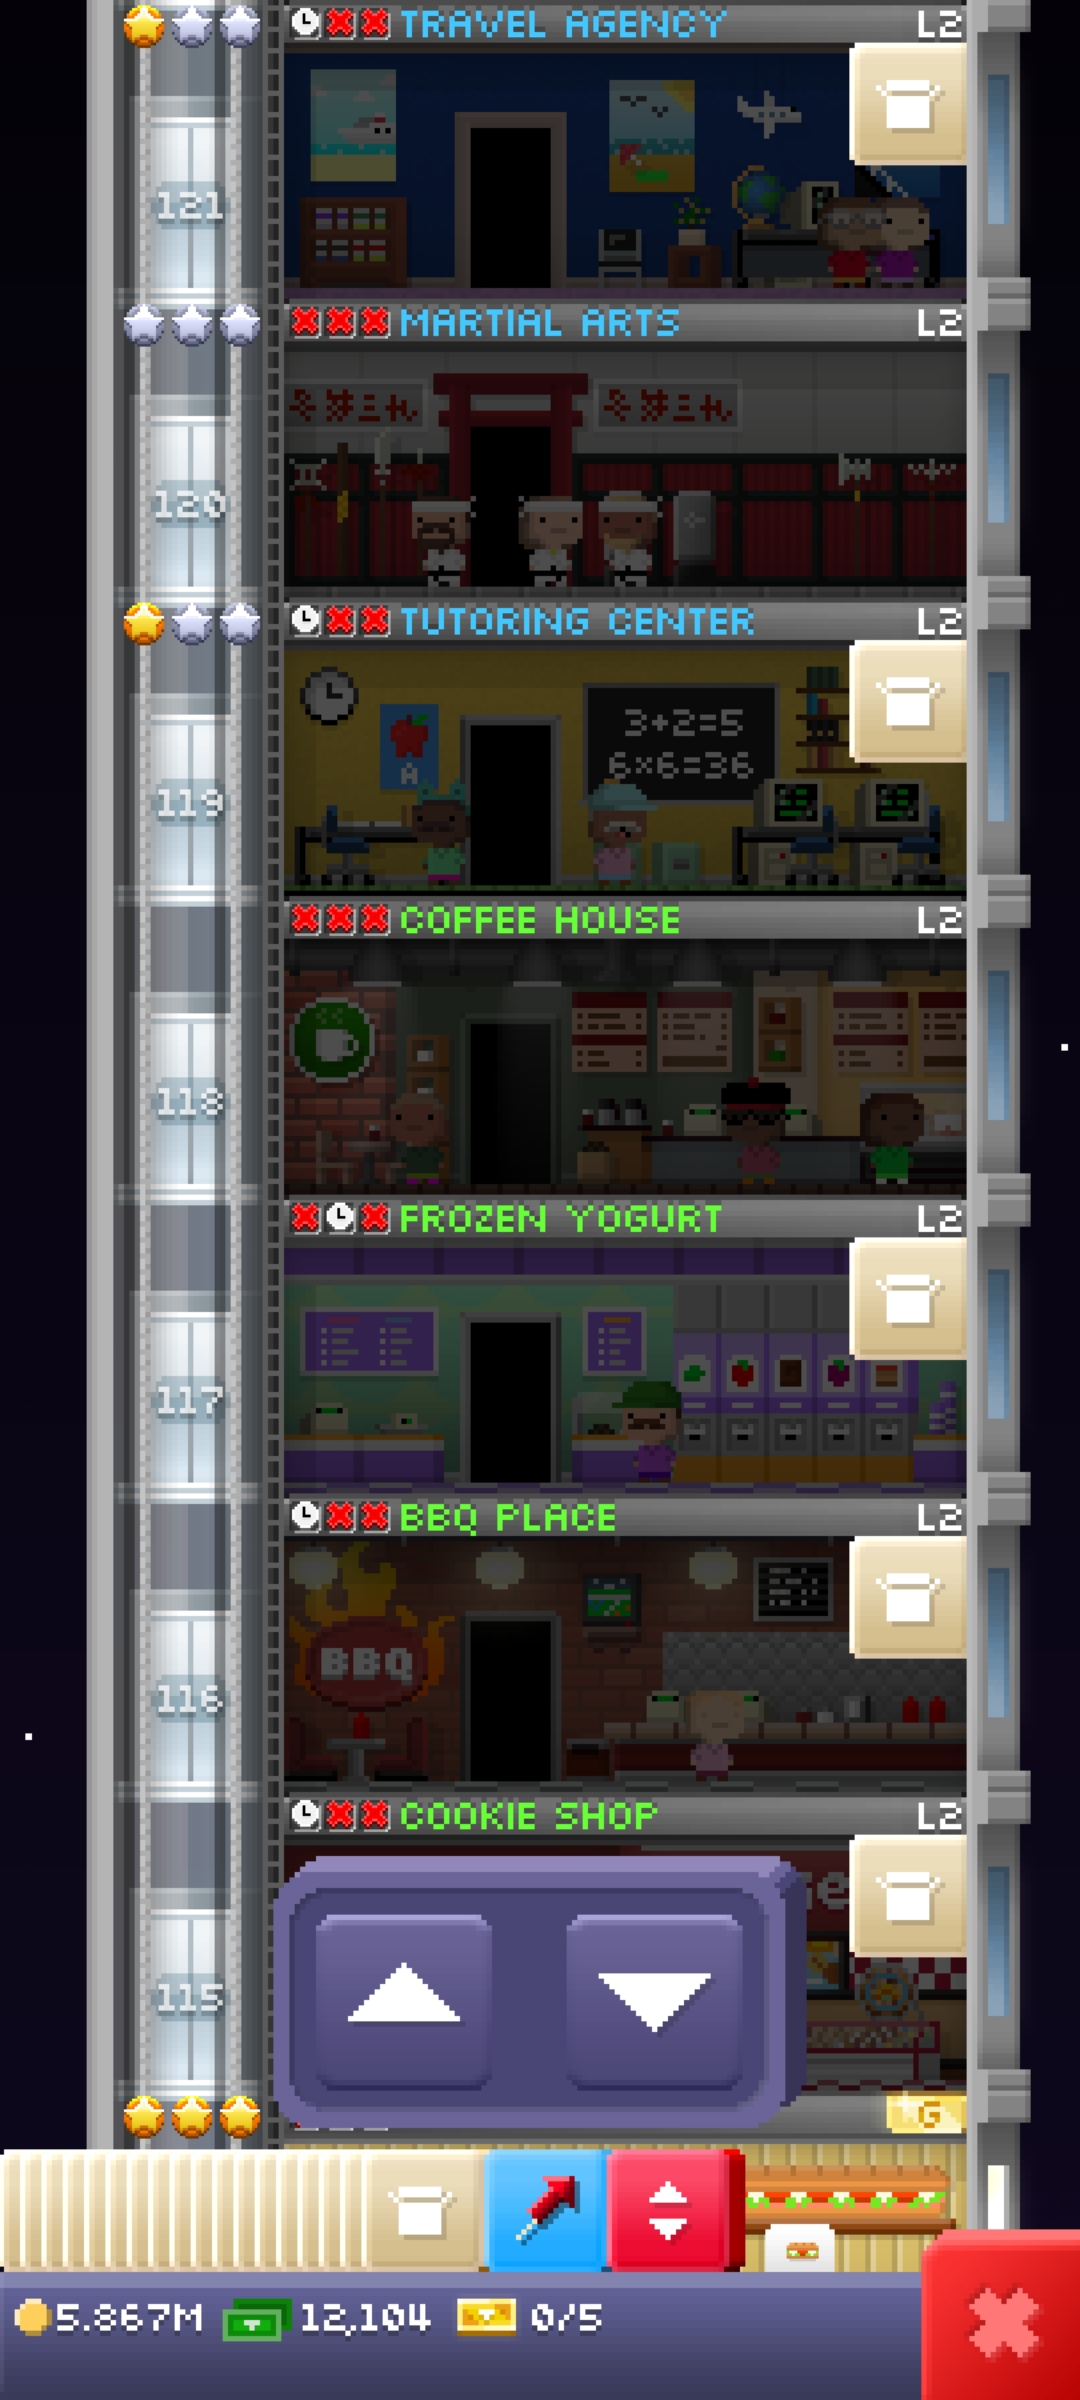 TRAVEL AGENCY L2
121
MARTIAL ARTS L2
120
TUTORING CENTER L2
3+2=5
6×6=36
A
119
COFFEE HOUSE L2
118
FROZEN YOGURT L2
117
BBQ PLACE L2
BBQ
116
COOKIE SHOP L2
115
G
5.867M 12,104 0/5